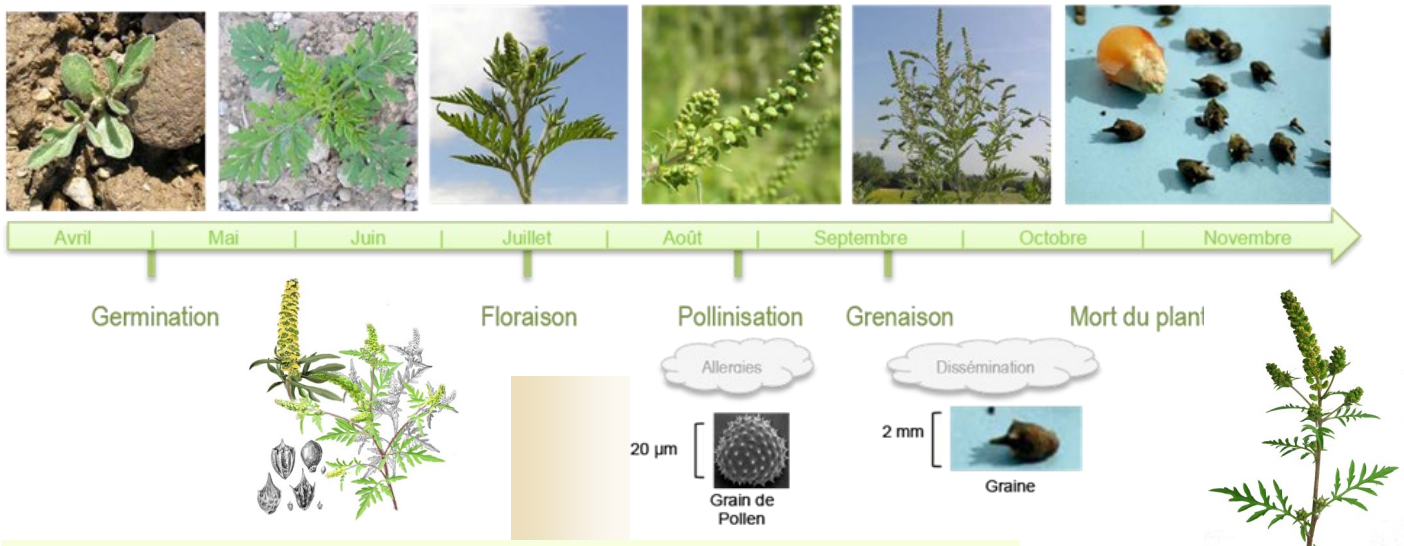 Avril | Mai | Juin | Juillet | Août | Septembre | Octobre | Novembre
Germination
Floraison
Pollinisation
Grenaison
Mort du plant
Allergies
Dissémination
20 µm
2 mm
Grain de
Pollen
Graine